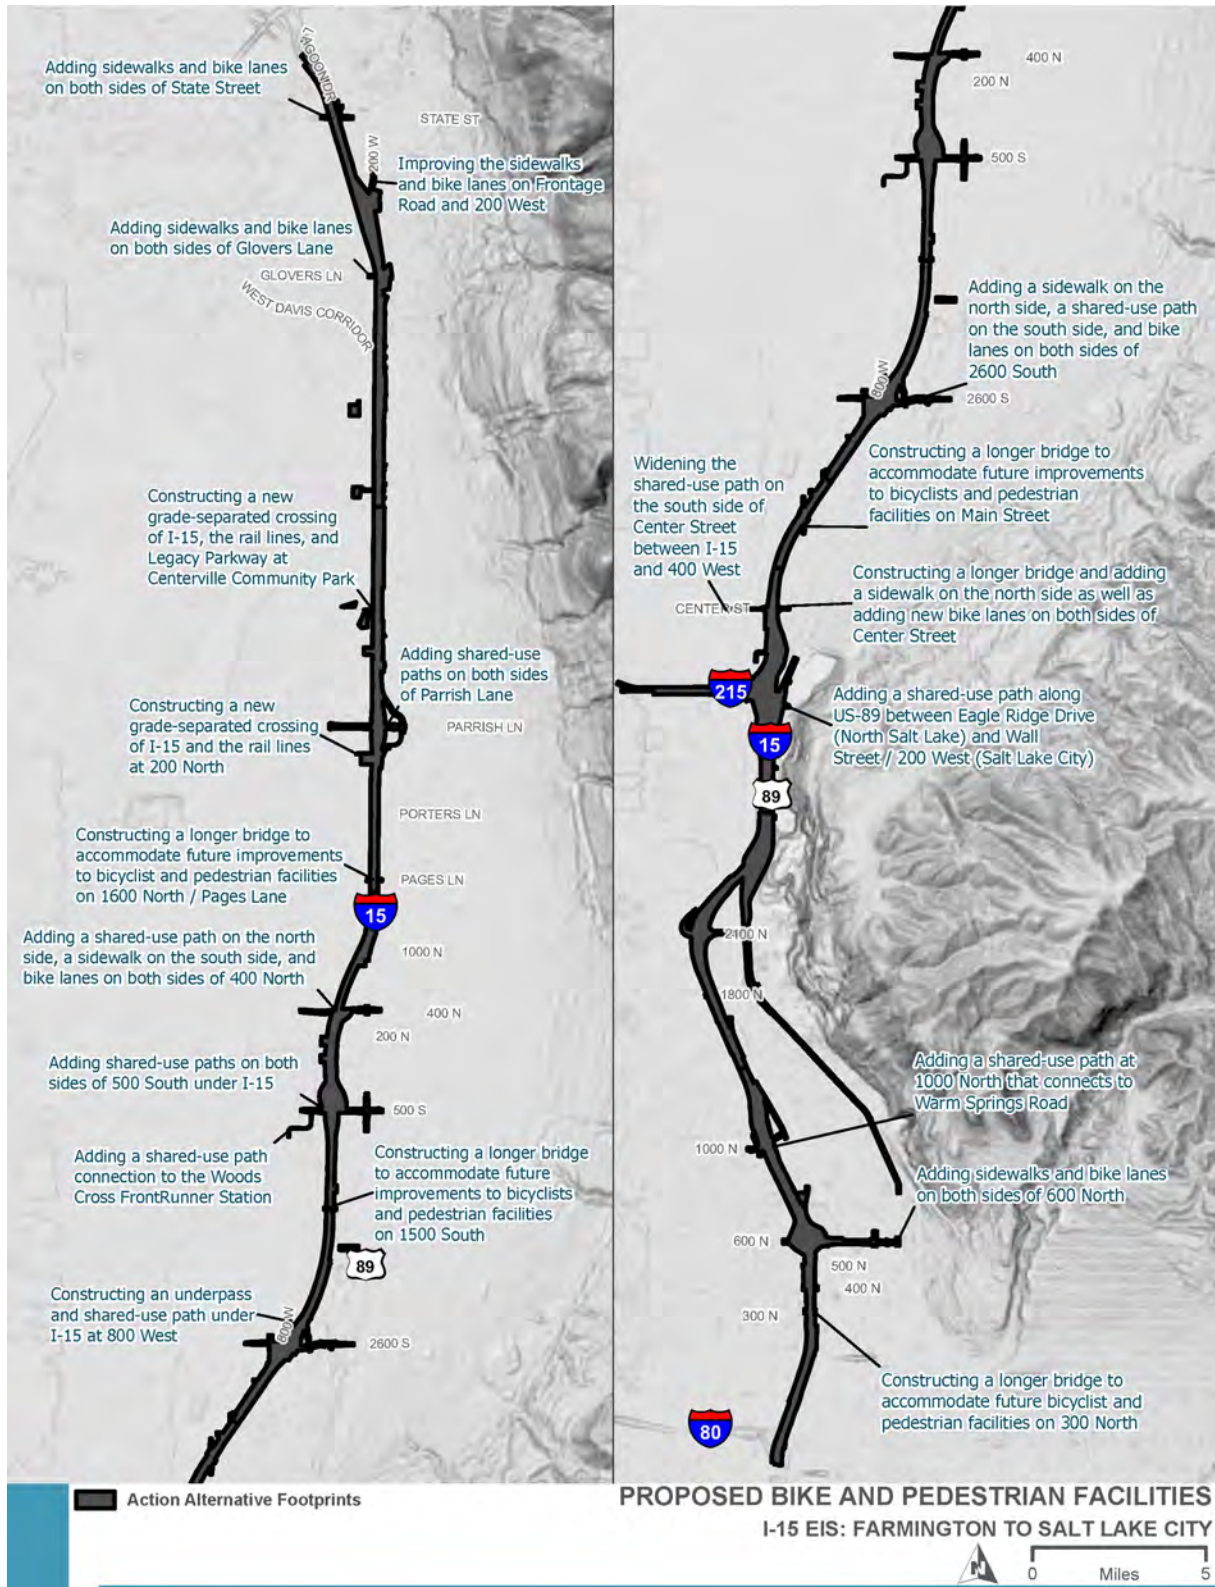 LAGOON DR
Adding sidewalks and bike lanes
on both sides of State Street
STATE ST
200 W
Improving the sidewalks
and bike lanes on Frontage
Road and 200 West
Adding sidewalks and bike lanes
on both sides of Glovers Lane
GLOVERS LN
WEST DAVIS CORRIDOR
Constructing a new
grade-separated crossing
of I-15, the rail lines, and
Legacy Parkway at
Centerville Community Park
Adding shared-use
paths on both sides
of Parrish Lane
Constructing a new
grade-separated crossing
of I-15 and the rail lines
at 200 North
PARRISH LN
PORTERS LN
Constructing a longer bridge to
accommodate future improvements
to bicyclist and pedestrian facilities
on 1600 North / Pages Lane
PAGES LN
15
Adding a shared-use path on the north
side, a sidewalk on the south side, and
bike lanes on both sides of 400 North
1000 N
400 N
200 N
Adding shared-use paths on both
sides of 500 South under I-15
500 S
Adding a shared-use path
connection to the Woods
Cross FrontRunner Station
Constructing a longer bridge
to accommodate future
improvements to bicyclists
and pedestrian facilities
on 1500 South
89
Constructing an underpass
and shared-use path under
I-15 at 800 West
800 W
2600 S
400 N
200 N
500 S
Adding a sidewalk on the
north side, a shared-use path
on the south side, and bike
lanes on both sides of
2600 South
800 W
2600 S
Constructing a longer bridge to
accommodate future improvements
to bicyclists and pedestrian
facilities on Main Street
Widening the
shared-use path on
the south side of
Center Street
between I-15
and 400 West
CENTER ST
Constructing a longer bridge and adding
a sidewalk on the north side as well as
adding new bike lanes on both sides of
Center Street
215
15
Adding a shared-use path along
US-89 between Eagle Ridge Drive
(North Salt Lake) and Wall
Street / 200 West (Salt Lake City)
89
2100 N
1800 N
Adding a shared-use path at
1000 North that connects to
Warm Springs Road
1000 N
Adding sidewalks and bike lanes
on both sides of 600 North
600 N
500 N
400 N
300 N
Constructing a longer bridge to
accommodate future bicyclist and
pedestrian facilities on 300 North
80
Action Alternative Footprints
PROPOSED BIKE AND PEDESTRIAN FACILITIES
I-15 EIS: FARMINGTON TO SALT LAKE CITY
N
0 Miles 5